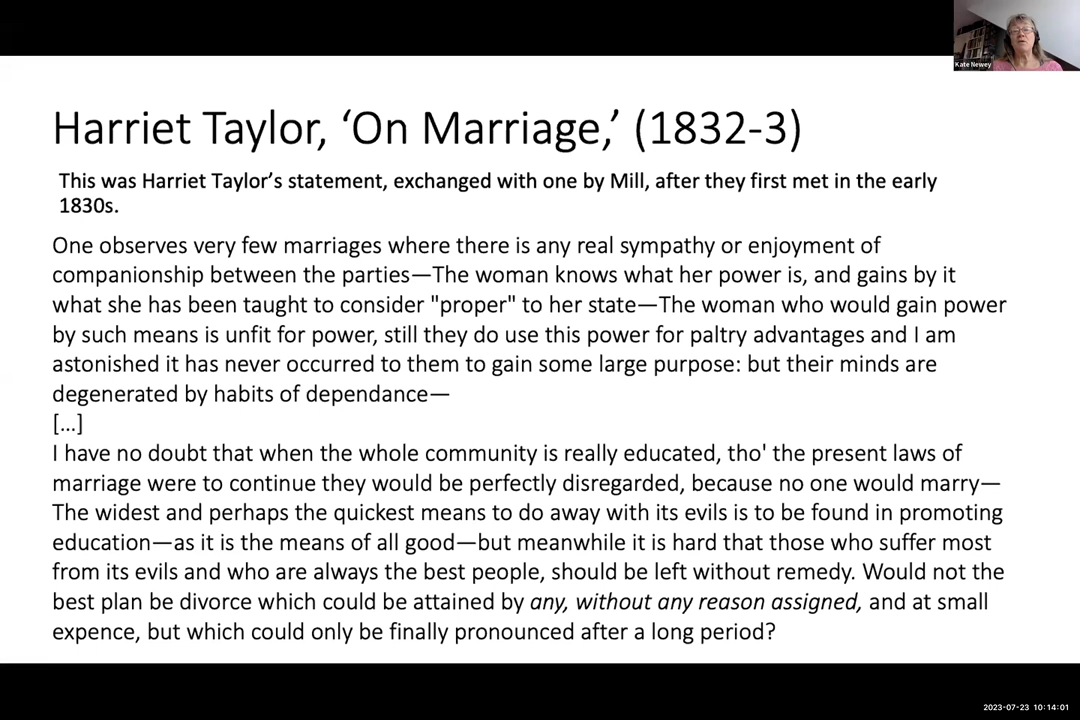 Kate Newey
Harriet Taylor, ‘On Marriage,’ (1832-3)
This was Harriet Taylor’s statement, exchanged with one by Mill, after they first met in the early
1830s.
One observes very few marriages where there is any real sympathy or enjoyment of
companionship between the parties—The woman knows what her power is, and gains by it
what she has been taught to consider "proper" to her state—The woman who would gain power
by such means is unfit for power, still they do use this power for paltry advantages and I am
astonished it has never occurred to them to gain some large purpose: but their minds are
degenerated by habits of dependance—
[...]
I have no doubt that when the whole community is really educated, tho' the present laws of
marriage were to continue they would be perfectly disregarded, because no one would marry—
The widest and perhaps the quickest means to do away with its evils is to be found in promoting
education—as it is the means of all good—but meanwhile it is hard that those who suffer most
from its evils and who are always the best people, should be left without remedy. Would not the
best plan be divorce which could be attained by any, without any reason assigned, and at small
expence, but which could only be finally pronounced after a long period?
2023-07-23 10:14:01